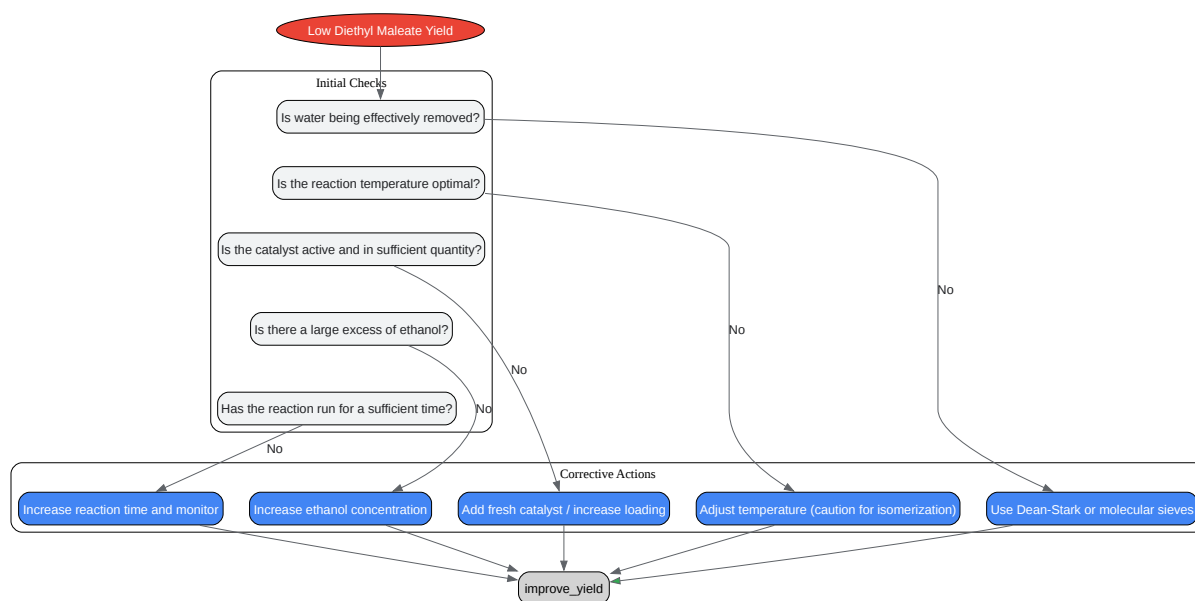 Low Diethyl Maleate Yield
Initial Checks
Is water being effectively removed?
Is the reaction temperature optimal?
Is the catalyst active and in sufficient quantity?
No
Is there a large excess of ethanol?
No
No
Has the reaction run for a sufficient time?
No
No
Corrective Actions
Increase reaction time and monitor
Increase ethanol concentration
Add fresh catalyst / increase loading
Adjust temperature (caution for isomerization)
Use Dean-Stark or molecular sieves
improve_yield